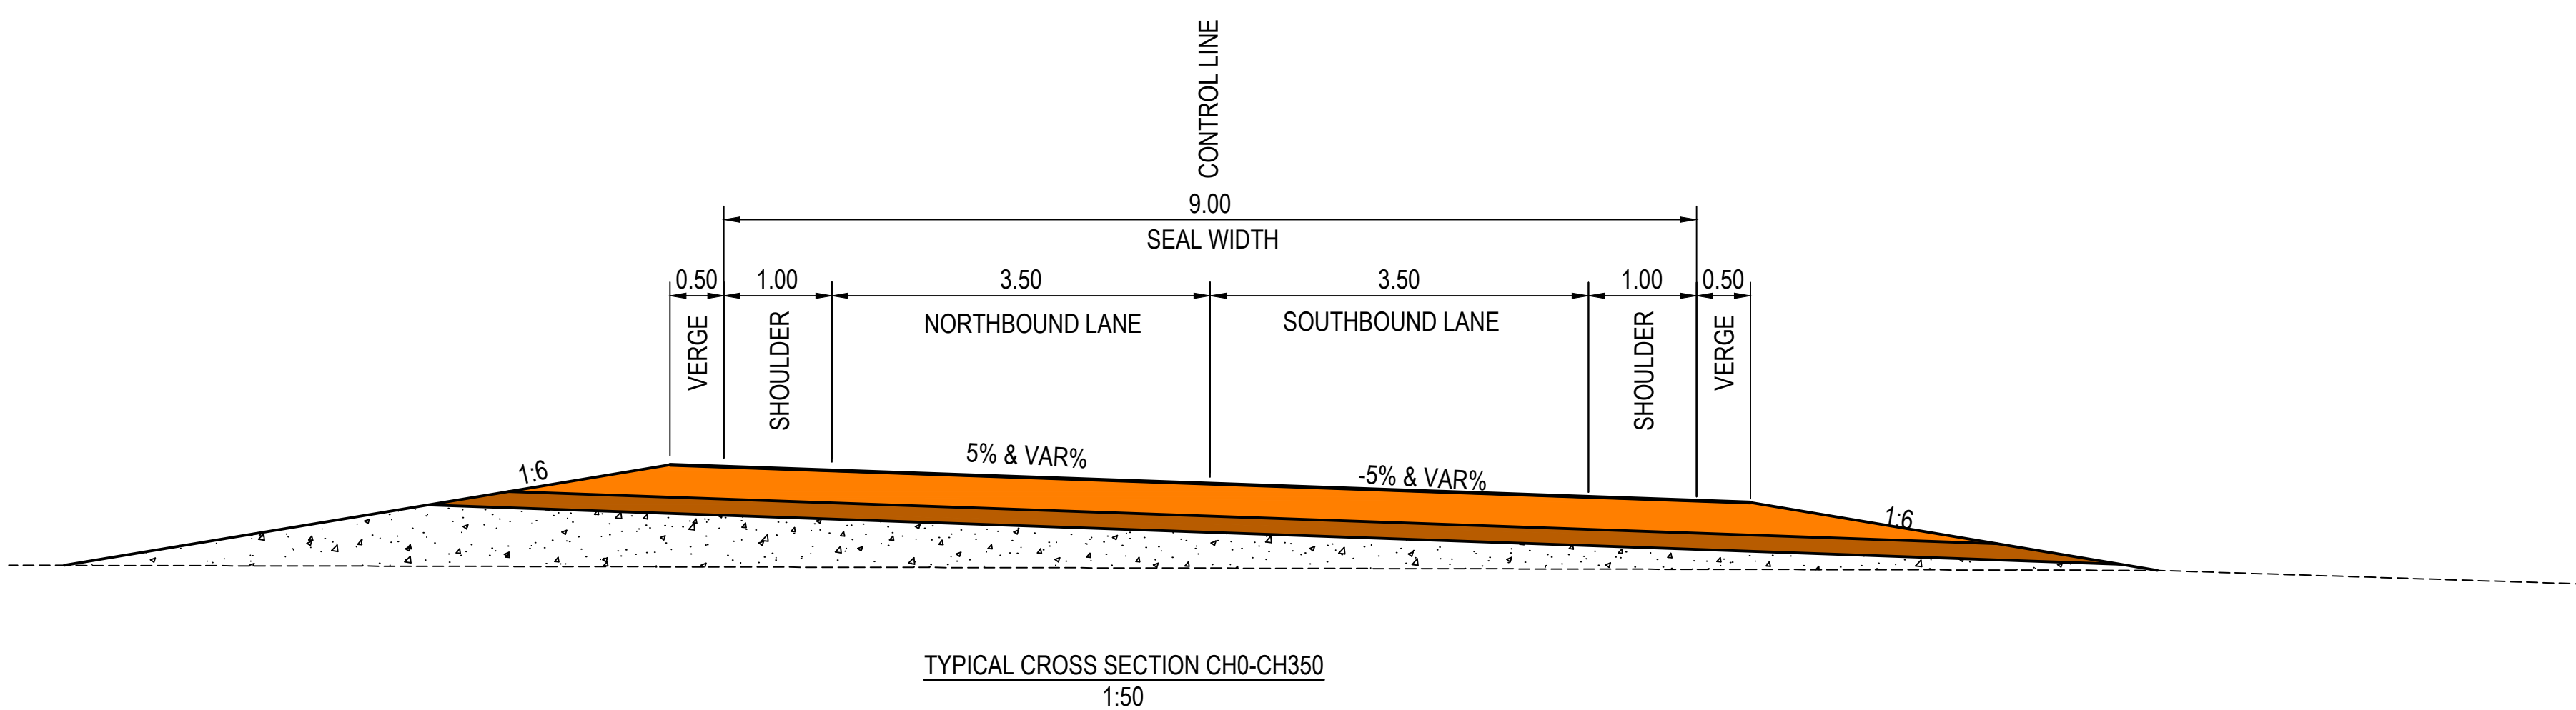 CONTROL LINE
9.00
SEAL WIDTH
0.50 1.00 3.50 3.50 1.00 0.50
VERGE SHOULDER NORTHBOUND LANE SOUTHBOUND LANE SHOULDER VERGE
1:6 5% & VAR% -5% & VAR% 1:6
TYPICAL CROSS SECTION CH0-CH350
1:50